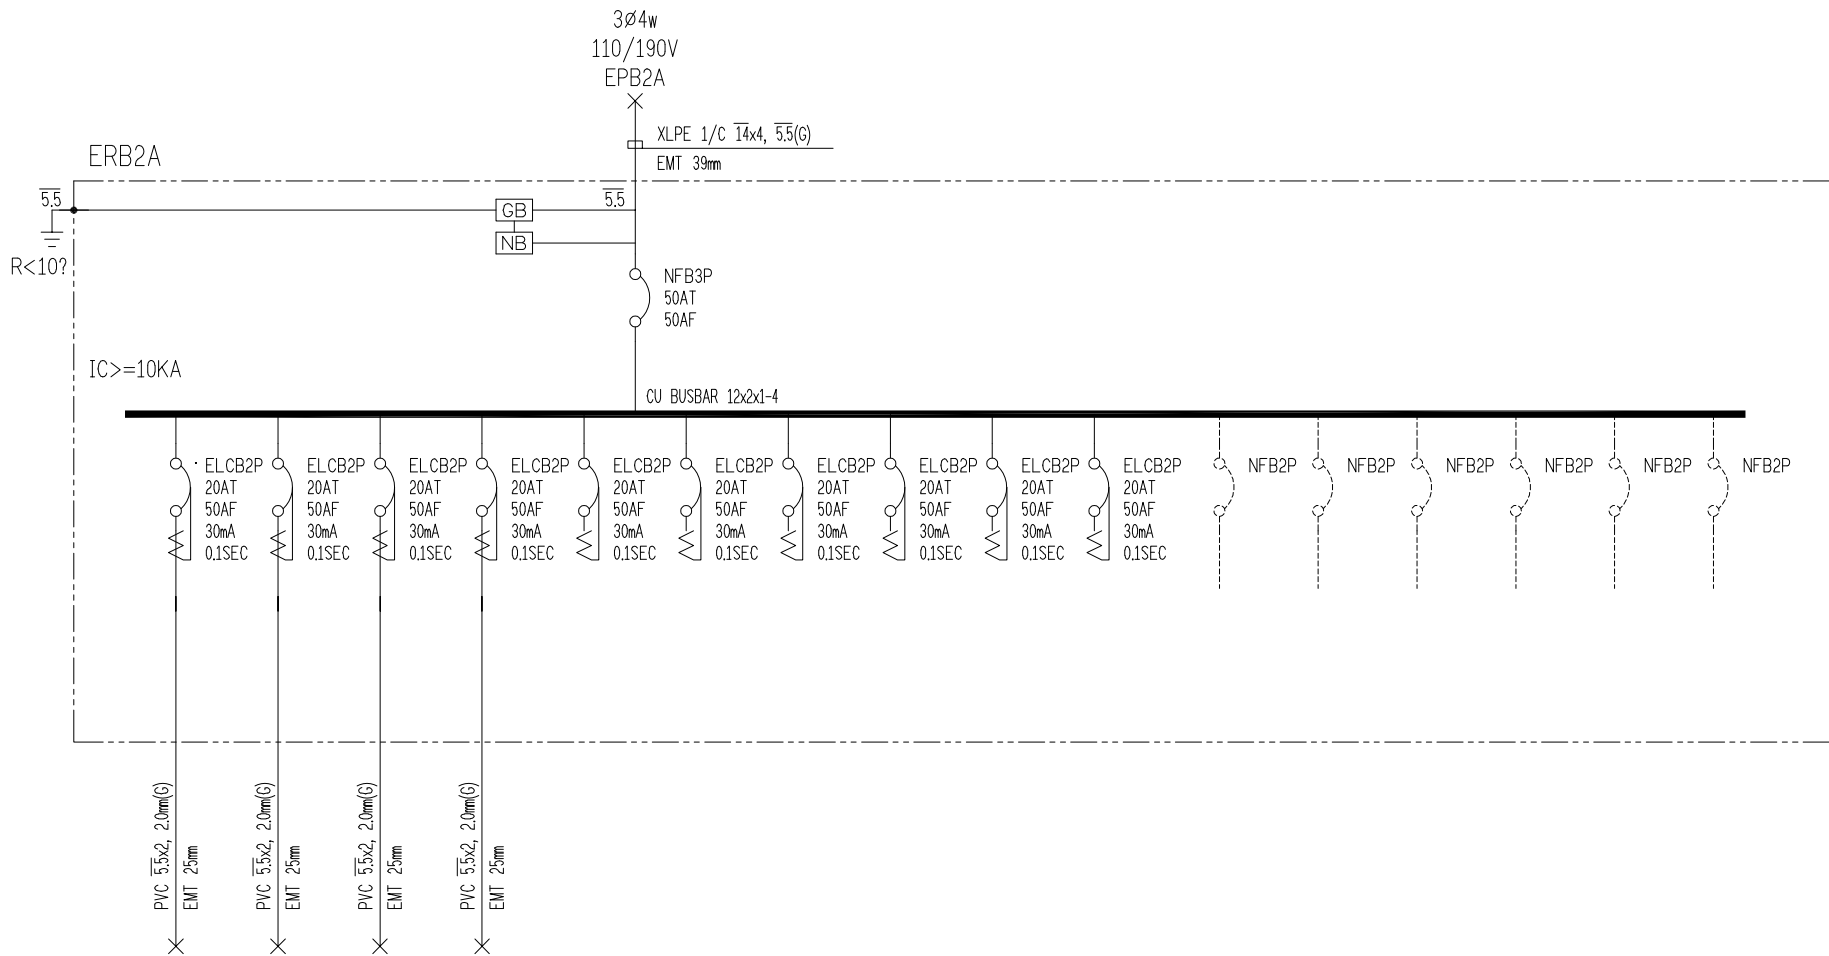 3Ø4w
110/190V
EPB2A
XLPE 1/C 14x4, 5.5(G)
EMT 39mm
ERB2A
5.5
5.5
GB
NB
R<10?
NFB3P
50AT
50AF
IC>=10KA
CU BUSBAR 12x2x1-4
ELCB2P
20AT
50AF
30mA
0.1SEC
ELCB2P
20AT
50AF
30mA
0.1SEC
ELCB2P
20AT
50AF
30mA
0.1SEC
ELCB2P
20AT
50AF
30mA
0.1SEC
ELCB2P
20AT
50AF
30mA
0.1SEC
ELCB2P
20AT
50AF
30mA
0.1SEC
ELCB2P
20AT
50AF
30mA
0.1SEC
ELCB2P
20AT
50AF
30mA
0.1SEC
ELCB2P
20AT
50AF
30mA
0.1SEC
ELCB2P
20AT
50AF
30mA
0.1SEC
NFB2P
NFB2P
NFB2P
NFB2P
NFB2P
NFB2P
PVC 5.5x2, 2.0mm(G)
EMT 25mm
PVC 5.5x2, 2.0mm(G)
EMT 25mm
PVC 5.5x2, 2.0mm(G)
EMT 25mm
PVC 5.5x2, 2.0mm(G)
EMT 25mm